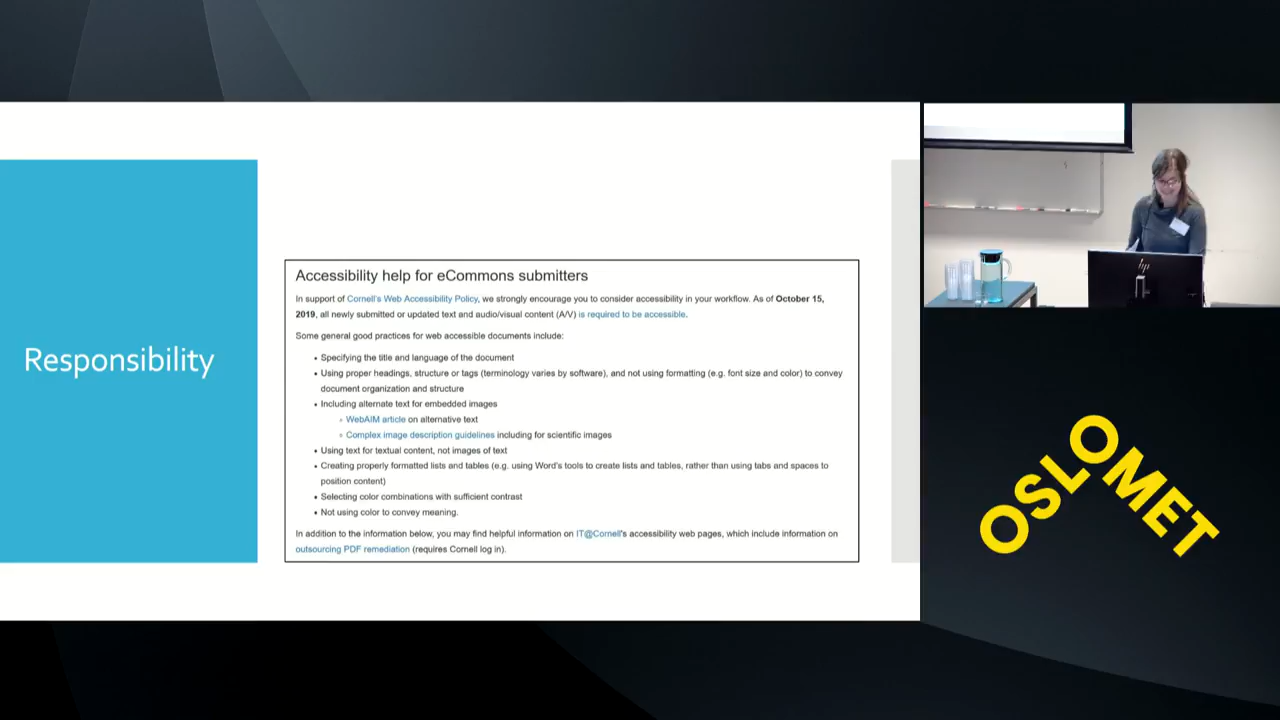 Responsibility
Accessibility help for eCommons submitters
In support of Cornell's Web Accessibility Policy, we strongly encourage you to consider accessibility in your workflow. As of October 15,
2019, all newly submitted or updated text and audio/visual content (A/V) is required to be accessible.
Some general good practices for web accessible documents include:
• Specifying the title and language of the document
• Using proper headings, structure or tags (terminology varies by software), and not using formatting (e.g. font size and color) to convey
document organization and structure
• Including alternate text for embedded images
◦ WebAIM article on alternative text
◦ Complex image description guidelines including for scientific images
• Using text for textual content, not images of text
• Creating properly formatted lists and tables (e.g. using Word's tools to create lists and tables, rather than using tabs and spaces to
position content)
• Selecting color combinations with sufficient contrast
• Not using color to convey meaning.
In addition to the information below, you may find helpful information on IT@Cornell's accessibility web pages, which include information on
outsourcing PDF remediation (requires Cornell log in).
hp
OSLOMET